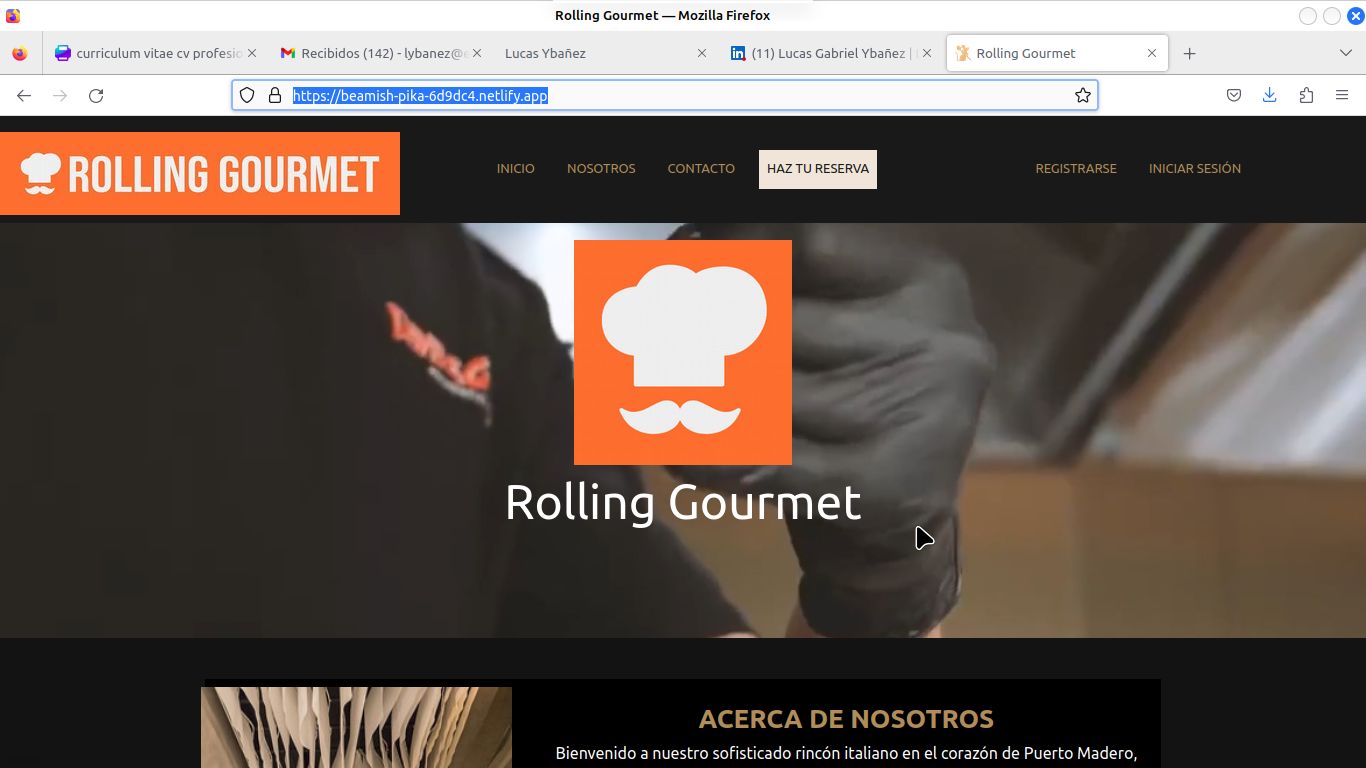 Rolling Gourmet — Mozilla Firefox
curriculum vitae cv profesio
Recibidos (142) - lybanez@e
Lucas Ybañez
(11) Lucas Gabriel Ybañez |
Rolling Gourmet
https://beamish-pika-6d9dc4.netlify.app
ROLLING GOURMET
INICIO
NOSOTROS
CONTACTO
HAZ TU RESERVA
REGISTRARSE
INICIAR SESIÓN
Rolling Gourmet
ACERCA DE NOSOTROS
Bienvenido a nuestro sofisticado rincón italiano en el corazón de Puerto Madero,